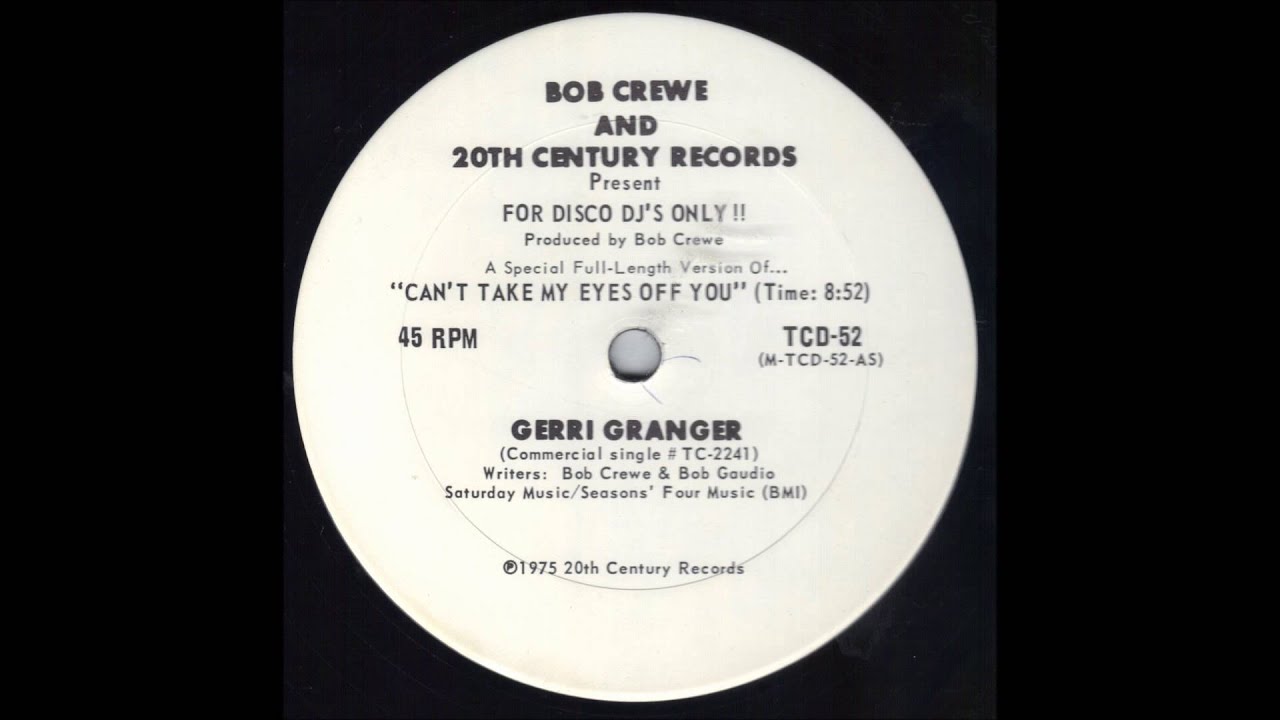 BOB CREWE
AND
20TH CENTURY RECORDS
Present
FOR DISCO DJ'S ONLY !!
Produced by Bob Crewe
A Special Full-Length Version Of...
“CAN'T TAKE MY EYES OFF YOU” (Time: 8:52)
45 RPM TCD-52
(M-TCD-52-AS)
GERRI GRANGER
(Commercial single # TC-2241)
Writers: Bob Crewe & Bob Gaudio
Saturday Music/Seasons' Four Music (BMI)
℗1975 20th Century Records